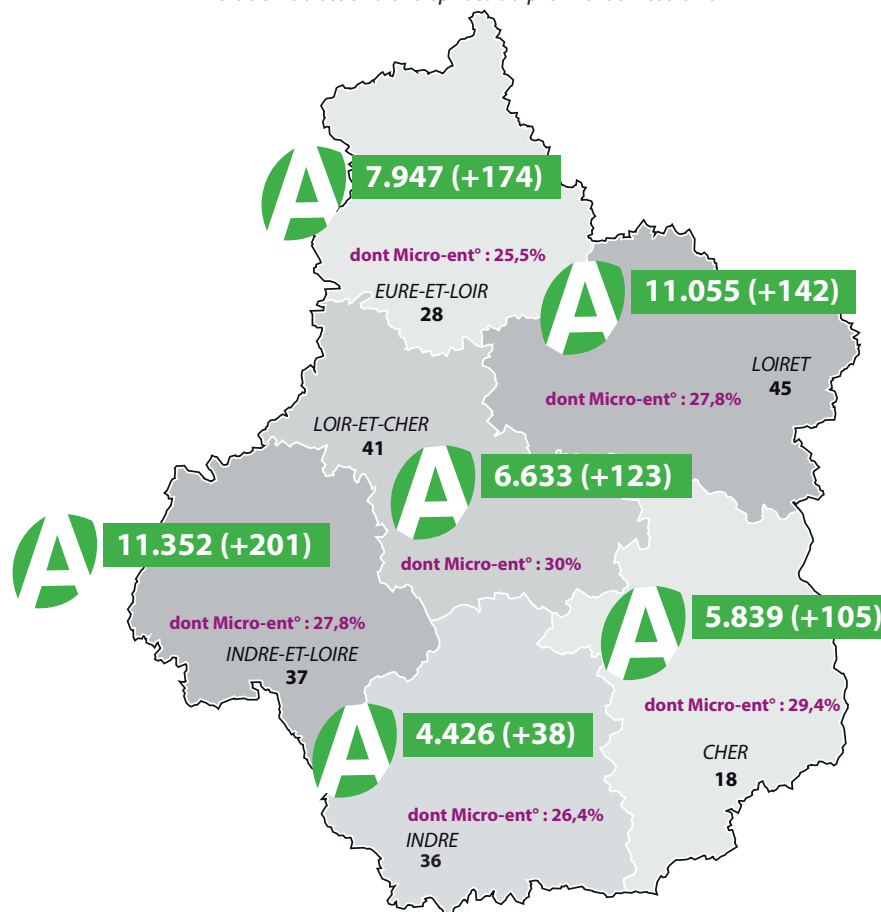 A 7.947 (+174)
dont Micro-ent° : 25,5%
EURE-ET-LOIR
28
A 11.055 (+142)
LOIRET
45
dont Micro-ent° : 27,8%
LOIR-ET-CHER
41
A 6.633 (+123)
dont Micro-ent° : 30%
A 11.352 (+201)
dont Micro-ent° : 27,8%
INDRE-ET-LOIRE
37
A 5.839 (+105)
dont Micro-ent° : 29,4%
CHER
18
A 4.426 (+38)
dont Micro-ent° : 26,4%
INDRE
36